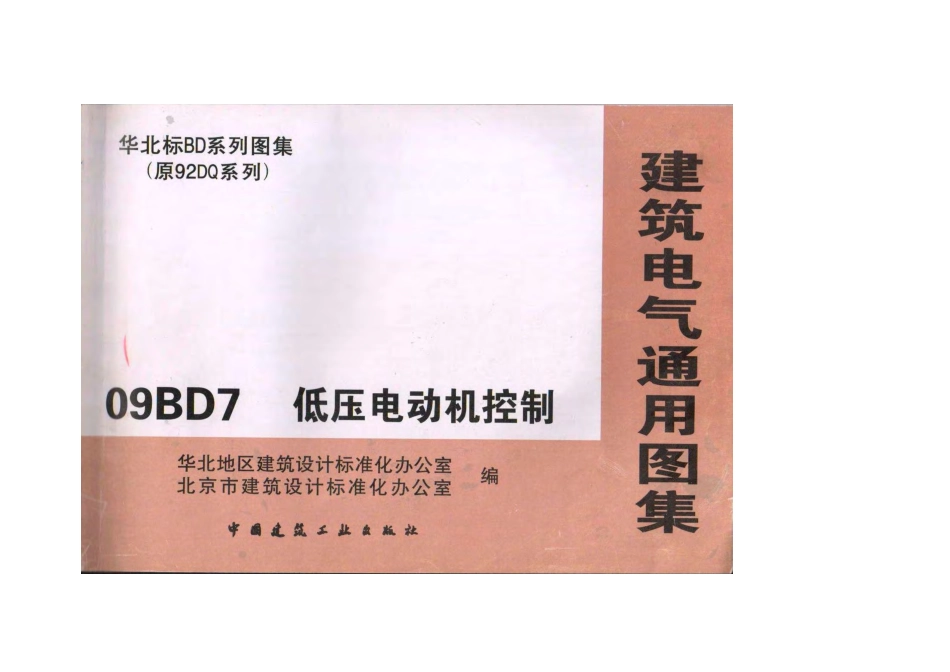 华北标BD系列图集
(原92DQ系列)
09BD7 低压电动机控制
华北地区建筑设计标准化办公室
北京市建筑设计标准化办公室
编
中国建筑工业出版社
建筑电气通用图集